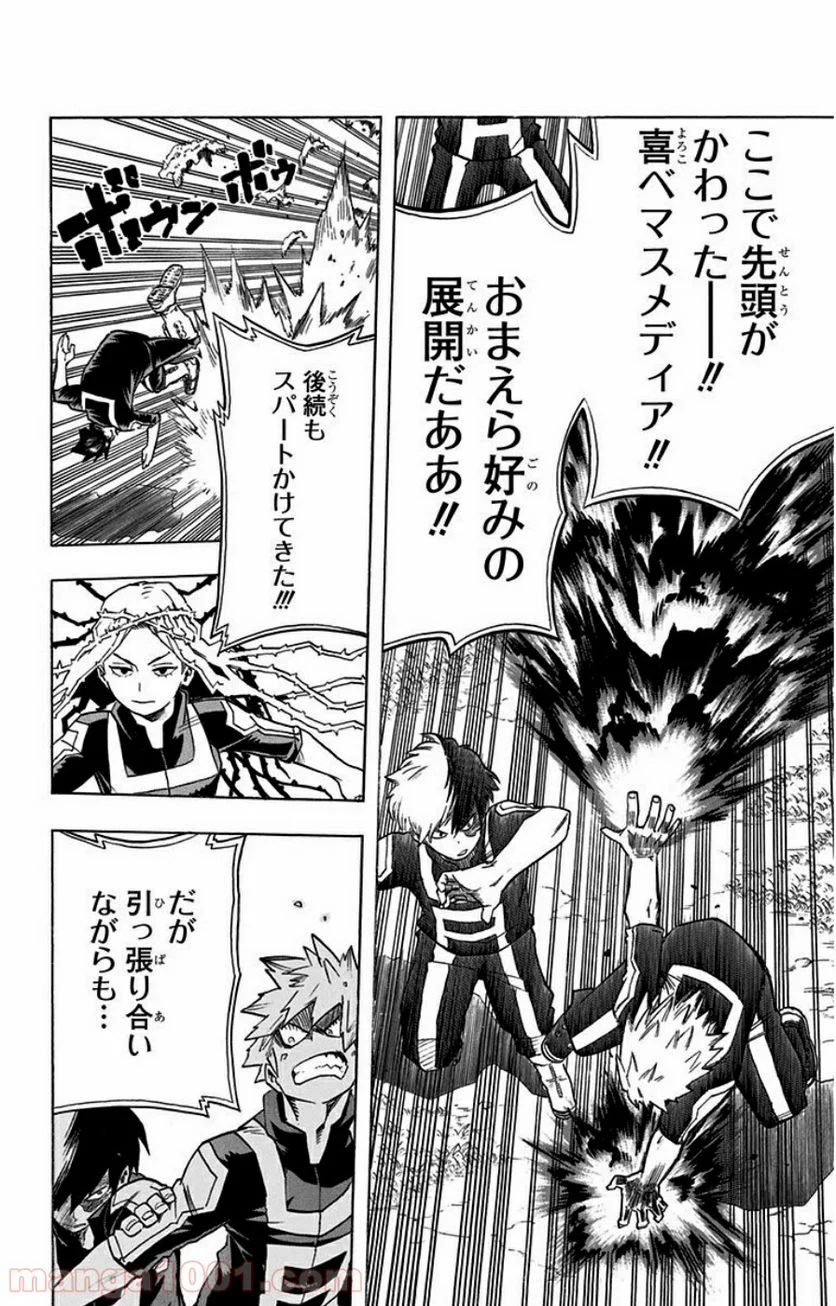 ここで先頭が
かわった──!!
喜べマスメディア!!
おまえら好みの
展開だああ!!
ボゥ
ボゥウン
後続も
スパートかけてきた!!!
だが
引っ張り合い
ながらも…
manga1001.com